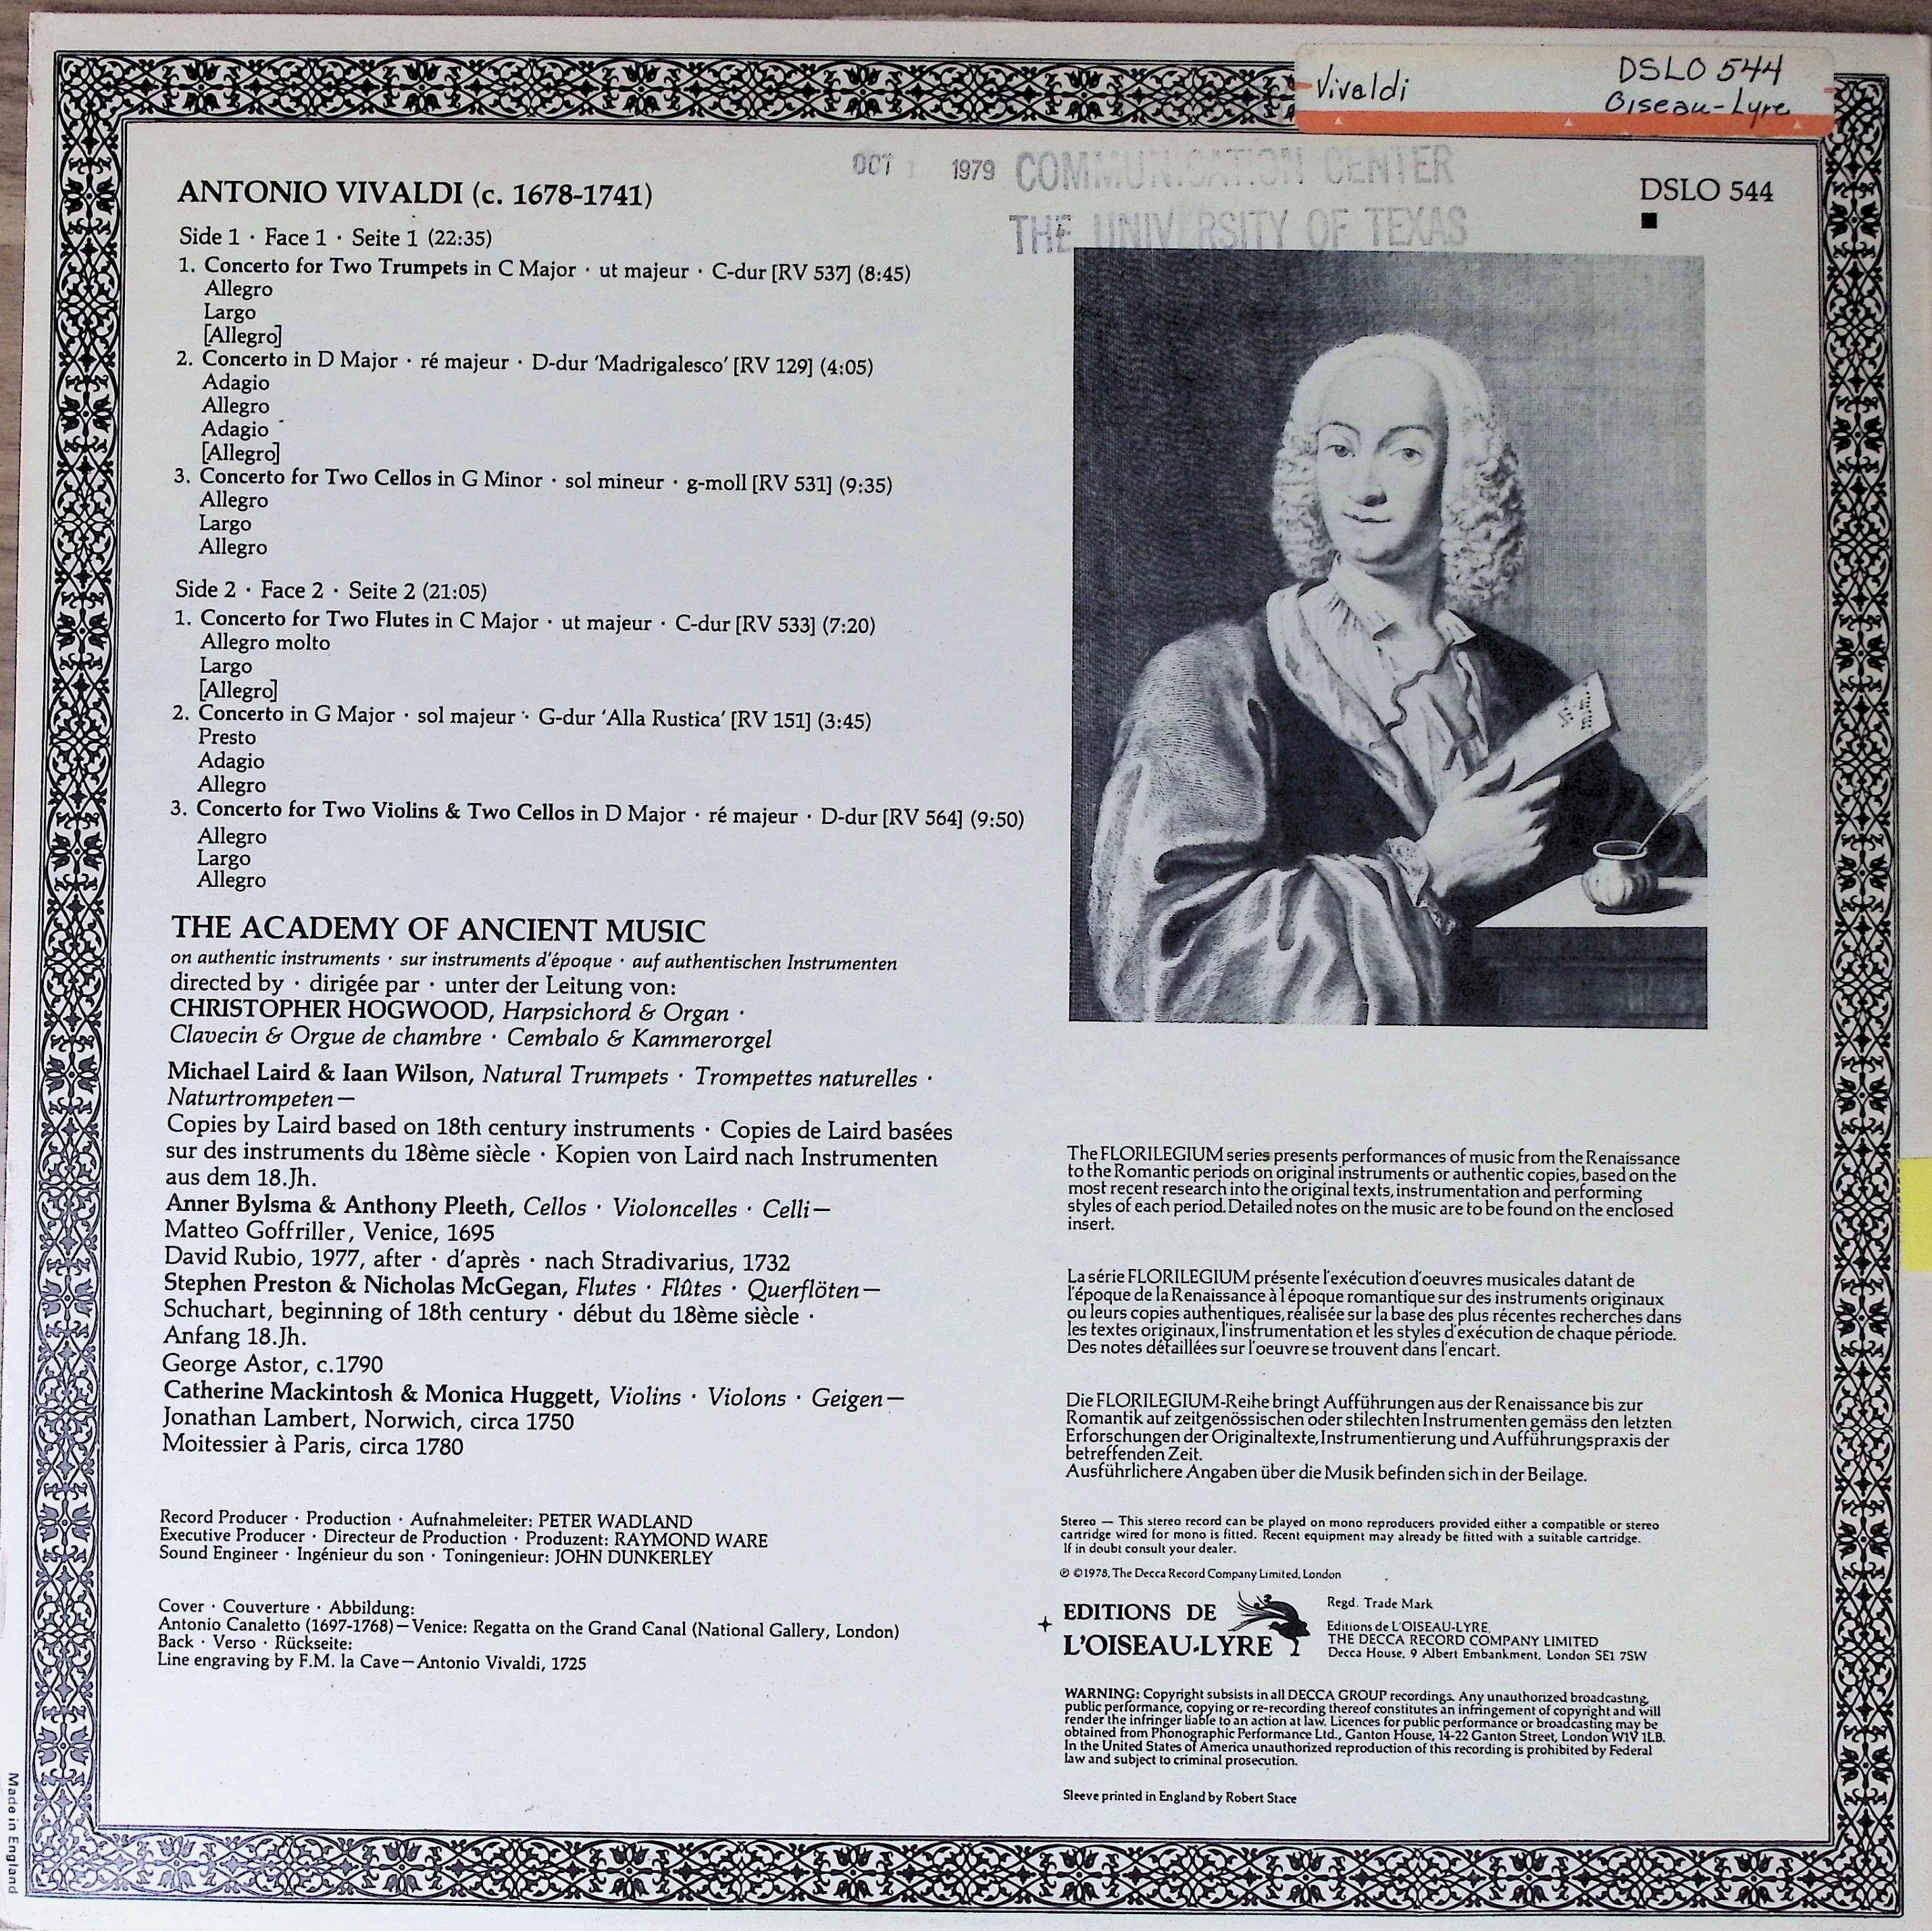 Vivaldi
DSLO 544
Oiseau-Lyre
OCT 1 1979
COMMUNICATION CENTER
THE UNIVERSITY OF TEXAS
DSLO 544
ANTONIO VIVALDI (c. 1678-1741)
Side 1 · Face 1 · Seite 1 (22:35)
1. Concerto for Two Trumpets in C Major · ut majeur · C-dur [RV 537] (8:45)
Allegro
Largo
[Allegro]
2. Concerto in D Major · ré majeur · D-dur ‘Madrigalesco’ [RV 129] (4:05)
Adagio
Allegro
Adagio
[Allegro]
3. Concerto for Two Cellos in G Minor · sol mineur · g-moll [RV 531] (9:35)
Allegro
Largo
Allegro
Side 2 · Face 2 · Seite 2 (21:05)
1. Concerto for Two Flutes in C Major · ut majeur · C-dur [RV 533] (7:20)
Allegro molto
Largo
[Allegro]
2. Concerto in G Major · sol majeur · G-dur ‘Alla Rustica’ [RV 151] (3:45)
Presto
Adagio
Allegro
3. Concerto for Two Violins & Two Cellos in D Major · ré majeur · D-dur [RV 564] (9:50)
Allegro
Largo
Allegro
THE ACADEMY OF ANCIENT MUSIC
on authentic instruments · sur instruments d'époque · auf authentischen Instrumenten
directed by · dirigée par · unter der Leitung von:
CHRISTOPHER HOGWOOD, Harpsichord & Organ ·
Clavecin & Orgue de chambre · Cembalo & Kammerorgel
Michael Laird & Iaan Wilson, Natural Trumpets · Trompettes naturelles ·
Naturtrompeten—
Copies by Laird based on 18th century instruments · Copies de Laird basées
sur des instruments du 18ème siècle · Kopien von Laird nach Instrumenten
aus dem 18.Jh.
Anner Bylsma & Anthony Pleeth, Cellos · Violoncelles · Celli—
Matteo Goffriller, Venice, 1695
David Rubio, 1977, after · d'après · nach Stradivarius, 1732
Stephen Preston & Nicholas McGegan, Flutes · Flûtes · Querflöten—
Schuchart, beginning of 18th century · début du 18ème siècle ·
Anfang 18.Jh.
George Astor, c.1790
Catherine Mackintosh & Monica Huggett, Violins · Violons · Geigen—
Jonathan Lambert, Norwich, circa 1750
Moitessier à Paris, circa 1780
Record Producer · Production · Aufnahmeleiter: PETER WADLAND
Executive Producer · Directeur de Production · Produzent: RAYMOND WARE
Sound Engineer · Ingénieur du son · Toningenieur: JOHN DUNKERLEY
Cover · Couverture · Abbildung:
Antonio Canaletto (1697-1768)—Venice: Regatta on the Grand Canal (National Gallery, London)
Back · Verso · Rückseite:
Line engraving by F.M. la Cave—Antonio Vivaldi, 1725
The FLORILEGIUM series presents performances of music from the Renaissance
to the Romantic periods on original instruments or authentic copies, based on the
most recent research into the original texts, instrumentation and performing
styles of each period. Detailed notes on the music are to be found on the enclosed
insert.
La série FLORILEGIUM présente l'exécution d'oeuvres musicales datant de
l'époque de la Renaissance à l époque romantique sur des instruments originaux
ou leurs copies authentiques, réalisée sur la base des plus récentes recherches dans
les textes originaux, l'instrumentation et les styles d'exécution de chaque période.
Des notes détaillées sur l'oeuvre se trouvent dans l'encart.
Die FLORILEGIUM-Reihe bringt Aufführungen aus der Renaissance bis zur
Romantik auf zeitgenössischen oder stilechten Instrumenten gemäss den letzten
Erforschungen der Originaltexte, Instrumentierung und Aufführungspraxis der
betreffenden Zeit.
Ausführlichere Angaben über die Musik befinden sich in der Beilage.
Stereo — This stereo record can be played on mono reproducers provided either a compatible or stereo
cartridge wired for mono is fitted. Recent equipment may already be fitted with a suitable cartridge.
If in doubt consult your dealer.
℗ ©1978, The Decca Record Company Limited, London
EDITIONS DE
L'OISEAU-LYRE
Regd. Trade Mark
Editions de L'OISEAU-LYRE,
THE DECCA RECORD COMPANY LIMITED
Decca House, 9 Albert Embankment, London SE1 7SW
WARNING: Copyright subsists in all DECCA GROUP recordings. Any unauthorized broadcasting,
public performance, copying or re-recording thereof constitutes an infringement of copyright and will
render the infringer liable to an action at law. Licences for public performance or broadcasting may be
obtained from Phonographic Performance Ltd., Ganton House, 14-22 Ganton Street, London W1V 1LB.
In the United States of America unauthorized reproduction of this recording is prohibited by Federal
law and subject to criminal prosecution.
Sleeve printed in England by Robert Stace
Made in England